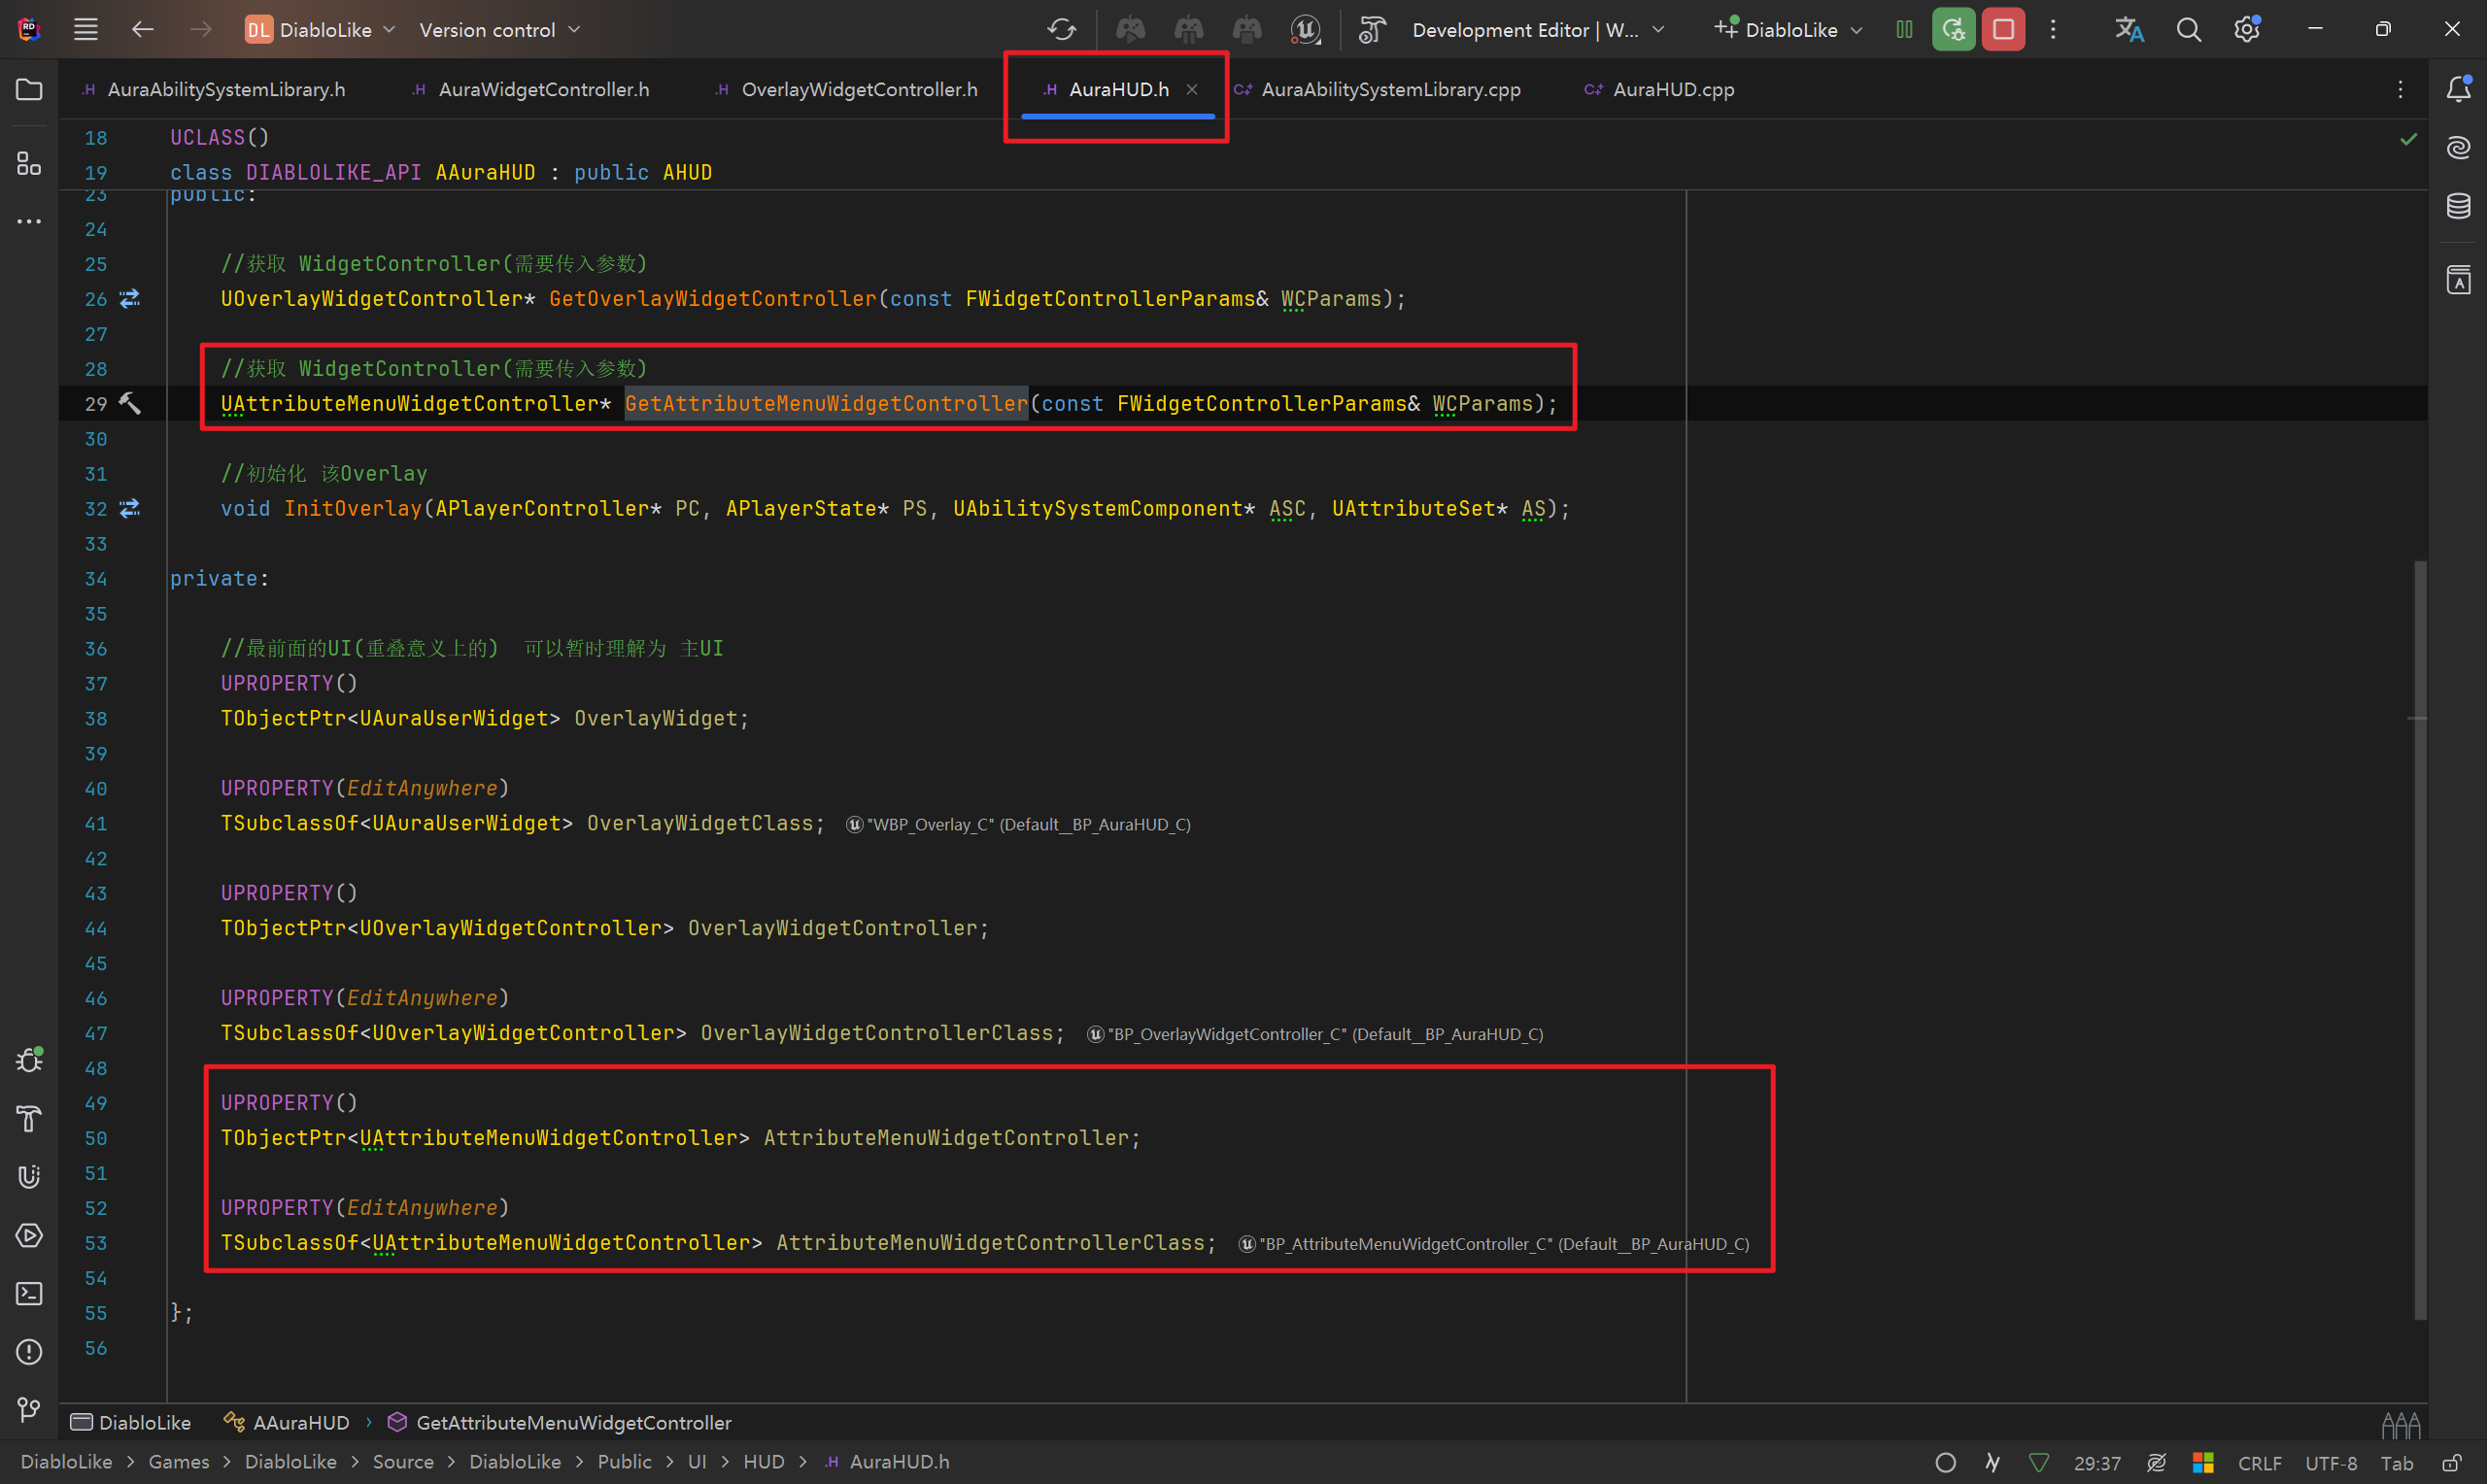 DL DiabloLike Version control Development Editor | W... DiabloLike
.H AuraAbilitySystemLibrary.h .H AuraWidgetController.h .H OverlayWidgetController.h .H AuraHUD.h C++ AuraAbilitySystemLibrary.cpp C++ AuraHUD.cpp
18 UCLASS()
19 class DIABLOLIKE_API AAuraHUD : public AHUD
23 public:
24
25 //获取 WidgetController(需要传入参数)
26 UOverlayWidgetController* GetOverlayWidgetController(const FWidgetControllerParams& WCParams);
27
28 //获取 WidgetController(需要传入参数)
29 UAttributeMenuWidgetController* GetAttributeMenuWidgetController(const FWidgetControllerParams& WCParams);
30
31 //初始化 该Overlay
32 void InitOverlay(APlayerController* PC, APlayerState* PS, UAbilitySystemComponent* ASC, UAttributeSet* AS);
33
34 private:
35
36 //最前面的UI(重叠意义上的) 可以暂时理解为 主UI
37 UPROPERTY()
38 TObjectPtr<UAuraUserWidget> OverlayWidget;
39
40 UPROPERTY(EditAnywhere)
41 TSubclassOf<UAuraUserWidget> OverlayWidgetClass; "WBP_Overlay_C" (Default__BP_AuraHUD_C)
42
43 UPROPERTY()
44 TObjectPtr<UOverlayWidgetController> OverlayWidgetController;
45
46 UPROPERTY(EditAnywhere)
47 TSubclassOf<UOverlayWidgetController> OverlayWidgetControllerClass; "BP_OverlayWidgetController_C" (Default__BP_AuraHUD_C)
48
49 UPROPERTY()
50 TObjectPtr<UAttributeMenuWidgetController> AttributeMenuWidgetController;
51
52 UPROPERTY(EditAnywhere)
53 TSubclassOf<UAttributeMenuWidgetController> AttributeMenuWidgetControllerClass; "BP_AttributeMenuWidgetController_C" (Default__BP_AuraHUD_C)
54
55 };
56
DiabloLike AAuraHUD › GetAttributeMenuWidgetController
DiabloLike › Games › DiabloLike › Source › DiabloLike › Public › UI › HUD › .H AuraHUD.h 29:37 CRLF UTF-8 Tab